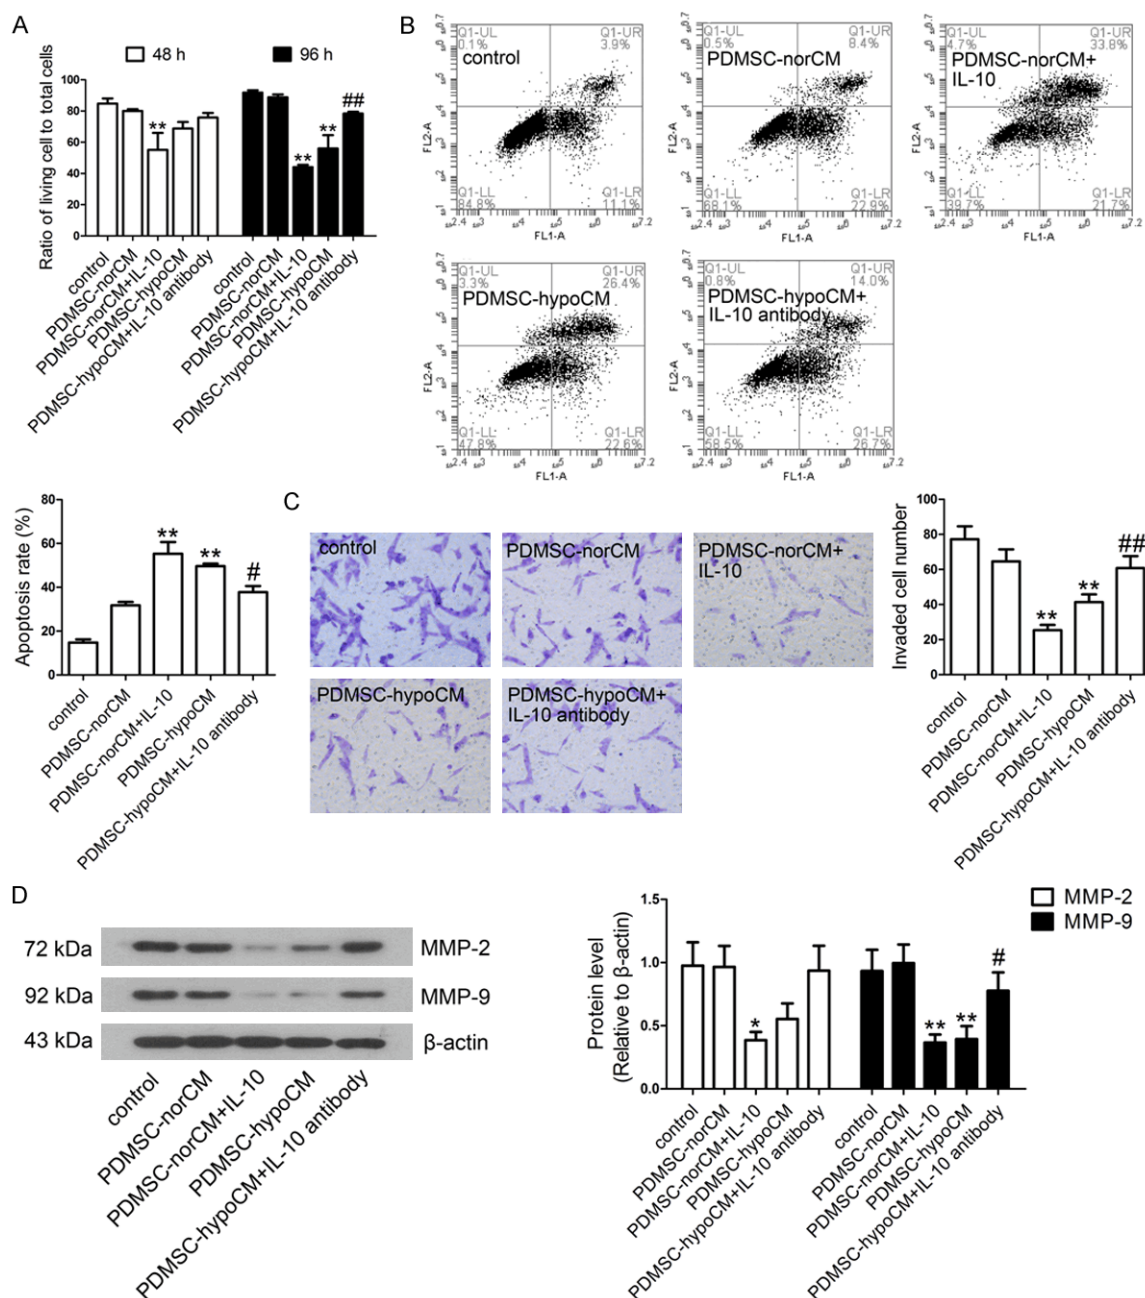 A
48 h
96 h
Ratio of living cell to total cells
100
80
60
40
20
0
**
**
**
##
control
PDMSC-norCM
PDMSC-norCM+IL-10
PDMSC-hypoCM
PDMSC-hypoCM+IL-10 antibody
control
PDMSC-norCM
PDMSC-norCM+IL-10
PDMSC-hypoCM
PDMSC-hypoCM+IL-10 antibody
B
Q1-UL
0.1%
Q1-UR
3.9%
control
Q1-LL
84.8%
Q1-LR
11.1%
FL2-A
FL1-A
Q1-UL
0.5%
Q1-UR
8.4%
PDMSC-norCM
Q1-LL
68.1%
Q1-LR
22.9%
FL2-A
FL1-A
Q1-UL
4.7%
Q1-UR
33.8%
PDMSC-norCM+
IL-10
Q1-LL
39.7%
Q1-LR
21.7%
FL2-A
FL1-A
Q1-UL
3.3%
Q1-UR
26.4%
PDMSC-hypoCM
Q1-LL
47.8%
Q1-LR
22.6%
FL2-A
FL1-A
Q1-UL
0.8%
Q1-UR
14.0%
PDMSC-hypoCM+
IL-10 antibody
Q1-LL
58.5%
Q1-LR
26.7%
FL2-A
FL1-A
Apoptosis rate (%)
80
60
40
20
0
**
**
#
control
PDMSC-norCM
PDMSC-norCM+IL-10
PDMSC-hypoCM
PDMSC-hypoCM+IL-10 antibody
C
control
PDMSC-norCM
PDMSC-norCM+
IL-10
PDMSC-hypoCM
PDMSC-hypoCM+
IL-10 antibody
Invaded cell number
100
80
60
40
20
0
**
**
##
control
PDMSC-norCM
PDMSC-norCM+IL-10
PDMSC-hypoCM
PDMSC-hypoCM+IL-10 antibody
D
72 kDa
MMP-2
92 kDa
MMP-9
43 kDa
β-actin
control
PDMSC-norCM
PDMSC-norCM+IL-10
PDMSC-hypoCM
PDMSC-hypoCM+IL-10 antibody
MMP-2
MMP-9
Protein level
(Relative to β-actin)
1.5
1.0
0.5
0.0
*
**
**
#
control
PDMSC-norCM
PDMSC-norCM+IL-10
PDMSC-hypoCM
PDMSC-hypoCM+IL-10 antibody
control
PDMSC-norCM
PDMSC-norCM+IL-10
PDMSC-hypoCM
PDMSC-hypoCM+IL-10 antibody